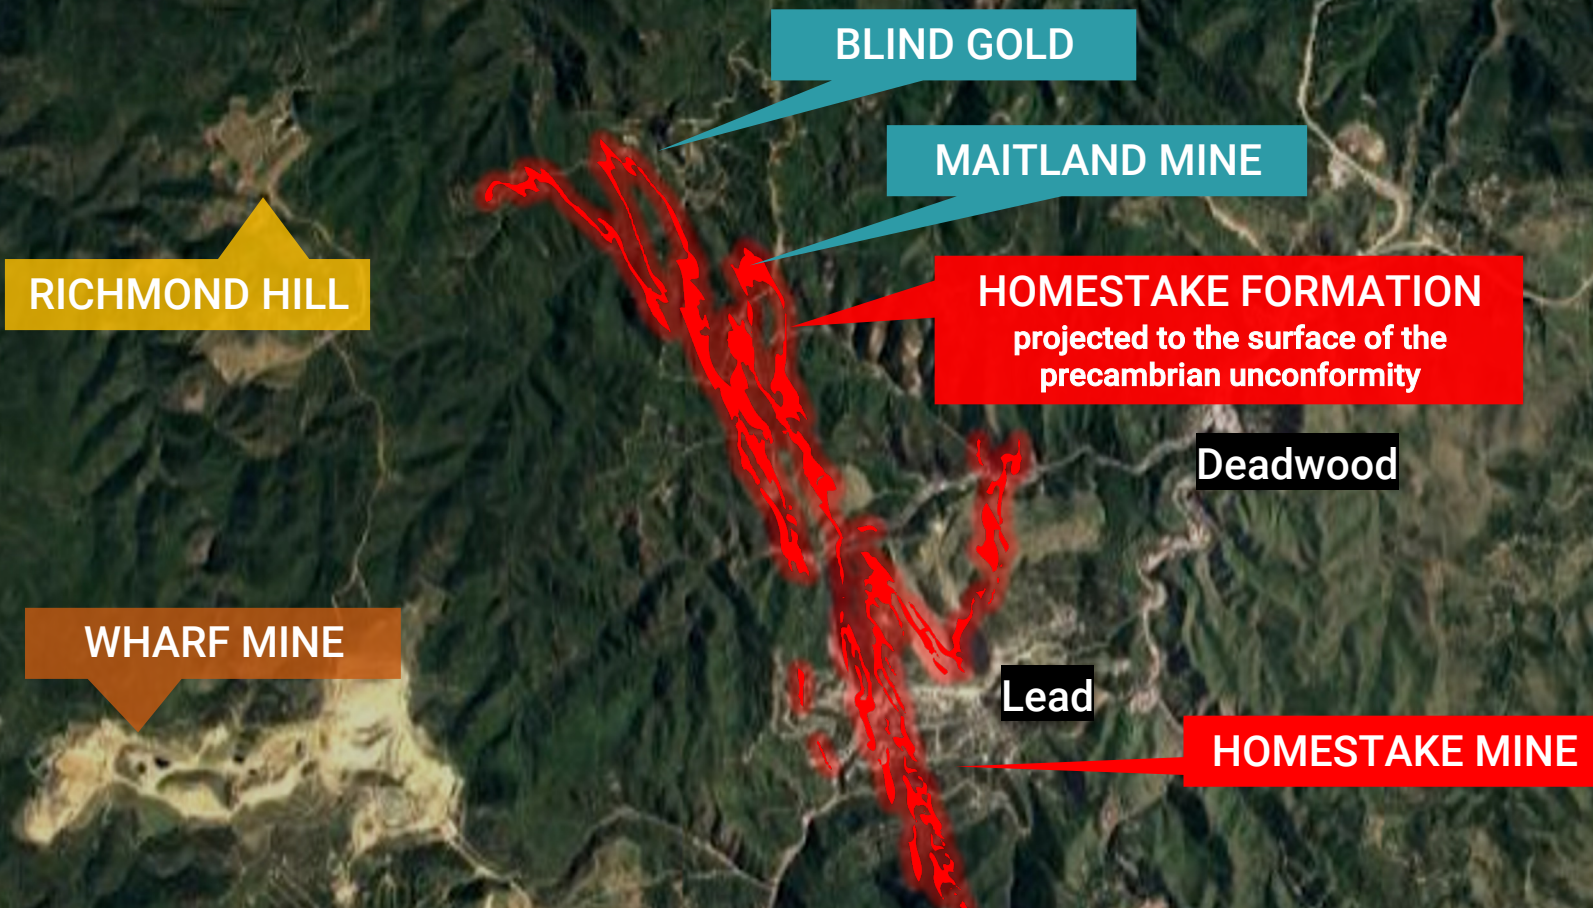 BLIND GOLD
MAITLAND MINE
RICHMOND HILL
HOMESTAKE FORMATION
projected to the surface of the
precambrian unconformity
Deadwood
WHARF MINE
Lead
HOMESTAKE MINE